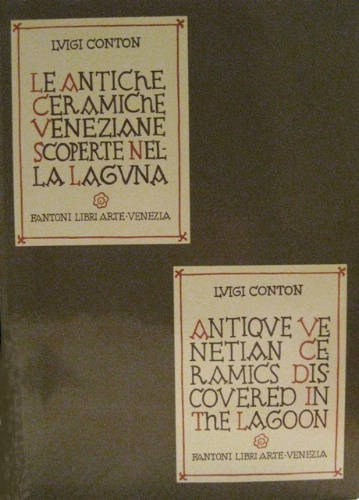 LVIGI CONTON
LE ANTIChE
CERAMIChE
VENEZIANE
SCOPERTE NEL-
LA LAGVNA
FANTONI LIBRI ARTE-VENEZIA
LVIGI CONTON
ANTIQVE VE
NETIAN CE
RAMICS DIS
COVERED IN
ThE LAGOON
FANTONI LIBRI ARTE-VENEZIA